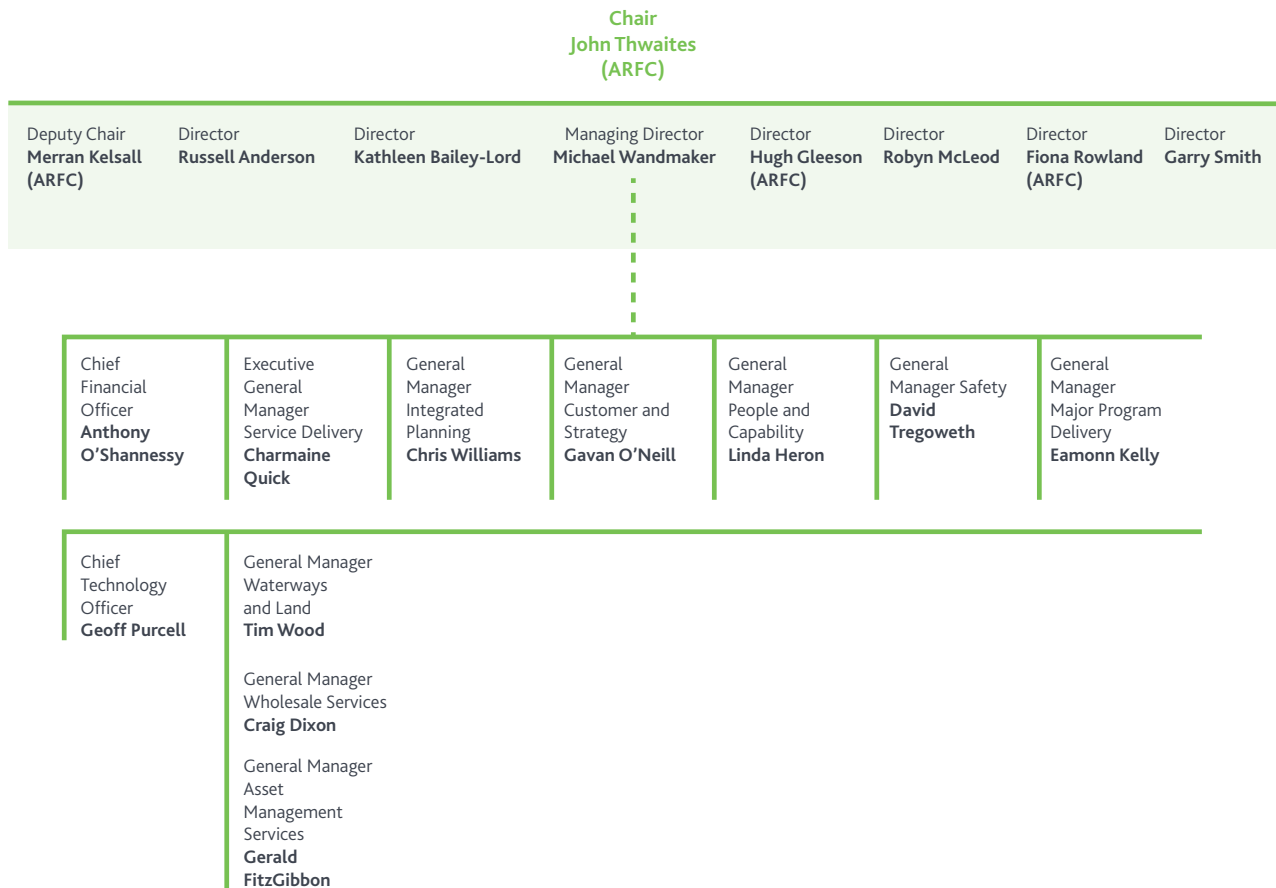 Chair
John Thwaites
(ARFC)
Deputy Chair
Merran Kelsall
(ARFC)
Director
Russell Anderson
Director
Kathleen Bailey-Lord
Managing Director
Michael Wandmaker
Director
Hugh Gleeson
(ARFC)
Director
Robyn McLeod
Director
Fiona Rowland
(ARFC)
Director
Garry Smith
Chief
Financial
Officer
Anthony
O’Shannessy
Executive
General
Manager
Service Delivery
Charmaine
Quick
General
Manager
Integrated
Planning
Chris Williams
General
Manager
Customer and
Strategy
Gavan O’Neill
General
Manager
People and
Capability
Linda Heron
General
Manager Safety
David
Tregoweth
General
Manager
Major Program
Delivery
Eamonn Kelly
Chief
Technology
Officer
Geoff Purcell
General Manager
Waterways
and Land
Tim Wood
General Manager
Wholesale Services
Craig Dixon
General Manager
Asset
Management
Services
Gerald
FitzGibbon